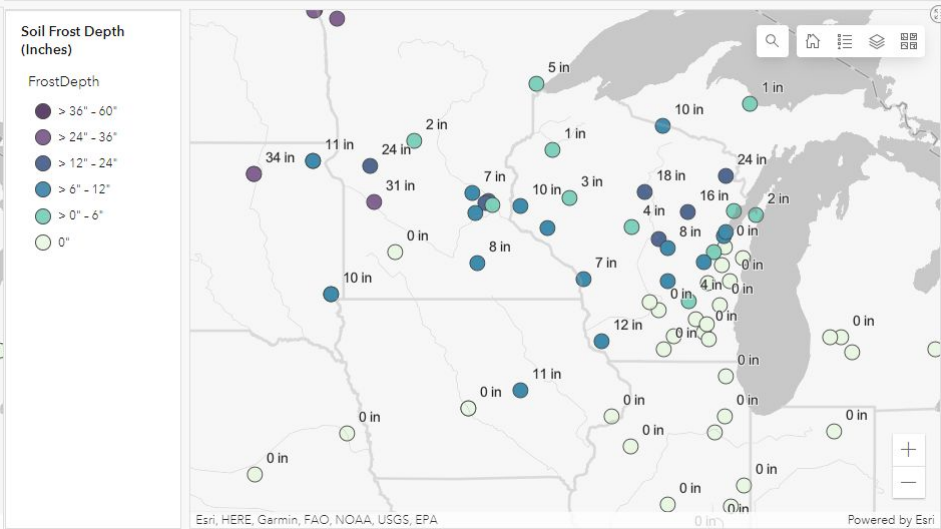 Soil Frost Depth
(Inches)
FrostDepth
> 36" - 60"
> 24" - 36"
> 12" - 24"
> 6" - 12"
> 0" - 6"
0"
5 in
1 in
10 in
2 in
1 in
11 in
24 in
34 in
24 in
31 in
7 in
10 in
3 in
18 in
16 in
2 in
4 in
0 in
8 in
0 in
8 in
0 in
7 in
10 in
4 in
0 in
0 in
0 in
12 in
0 in
0 in
0 in
11 in
0 in
0 in
0 in
0 in
0 in
0 in
0 in
0 in
0 in
0 in
0 in
Esri, HERE, Garmin, FAO, NOAA, USGS, EPA
Powered by Esri